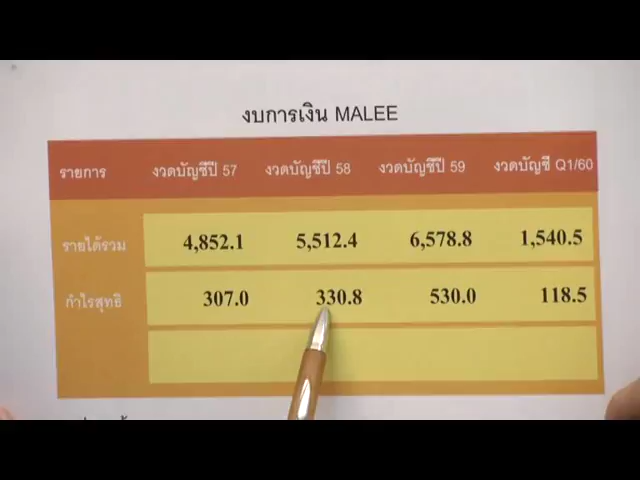 งบการเงิน MALEE
รายการ งวดบัญชีปี 57 งวดบัญชีปี 58 งวดบัญชีปี 59 งวดบัญชี Q1/60
รายได้รวม 4,852.1 5,512.4 6,578.8 1,540.5
กำไรสุทธิ 307.0 330.8 530.0 118.5